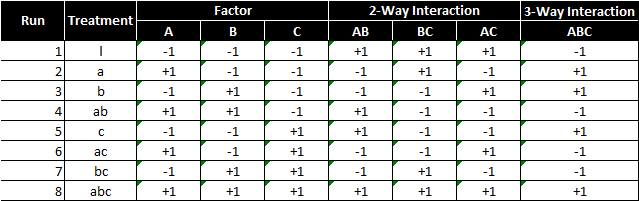 Run Treatment Factor 2-Way Interaction 3-Way Interaction
A B C AB BC AC ABC
1 l -1 -1 -1 +1 +1 +1 -1
2 a +1 -1 -1 -1 +1 -1 +1
3 b -1 +1 -1 -1 -1 +1 +1
4 ab +1 +1 -1 +1 -1 -1 -1
5 c -1 -1 +1 +1 -1 -1 +1
6 ac +1 -1 +1 -1 -1 +1 -1
7 bc -1 +1 +1 -1 +1 -1 -1
8 abc +1 +1 +1 +1 +1 +1 +1